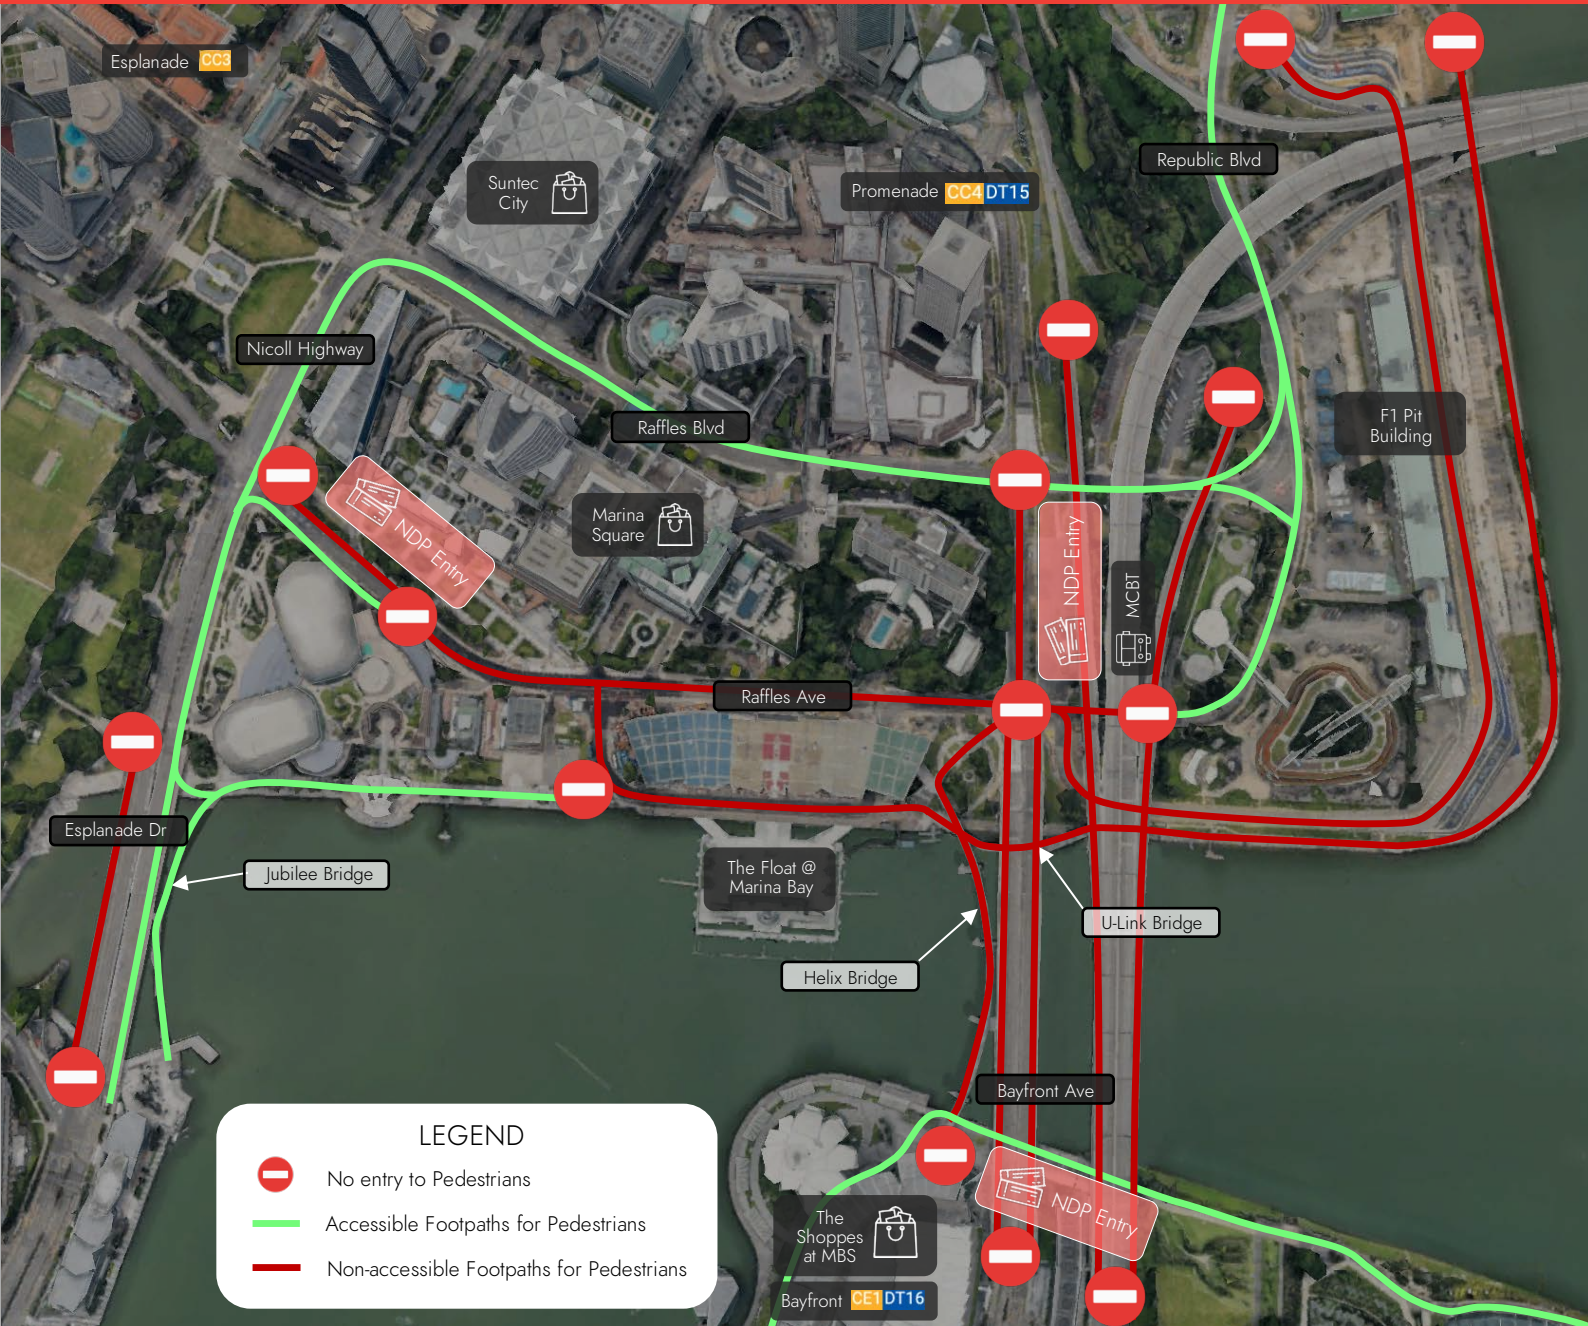 Esplanade CC3
Suntec
City
Promenade CC4 DT15
Republic Blvd
Nicoll Highway
Raffles Blvd
F1 Pit
Building
NDP Entry
Marina
Square
NDP Entry
MCBT
Raffles Ave
Esplanade Dr
Jubilee Bridge
The Float @
Marina Bay
U-Link Bridge
Helix Bridge
Bayfront Ave
NDP Entry
The
Shoppes
at MBS
Bayfront CE1 DT16
LEGEND
No entry to Pedestrians
Accessible Footpaths for Pedestrians
Non-accessible Footpaths for Pedestrians